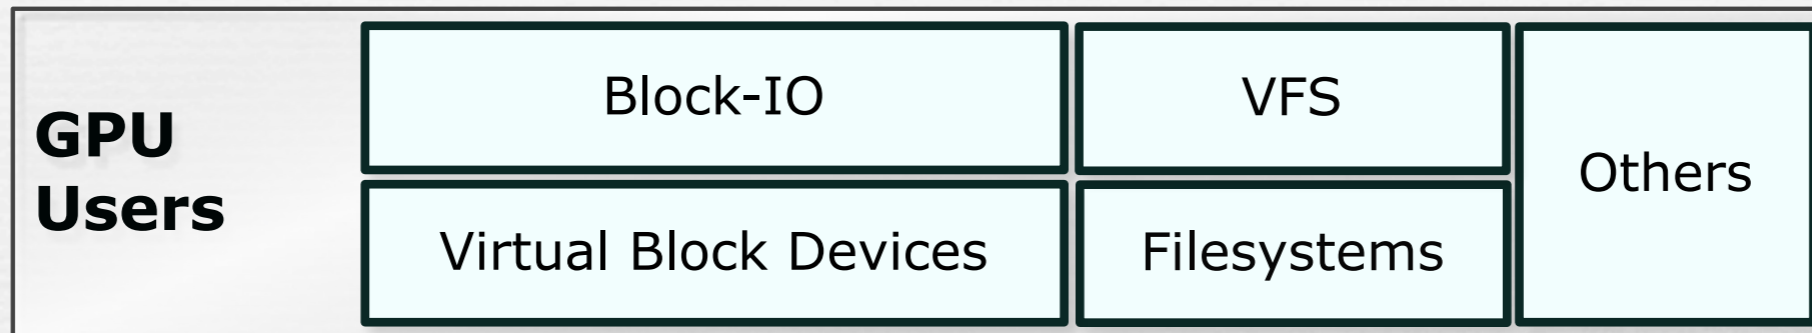 GPU
Users
Block-IO
VFS
Others
Virtual Block Devices
Filesystems